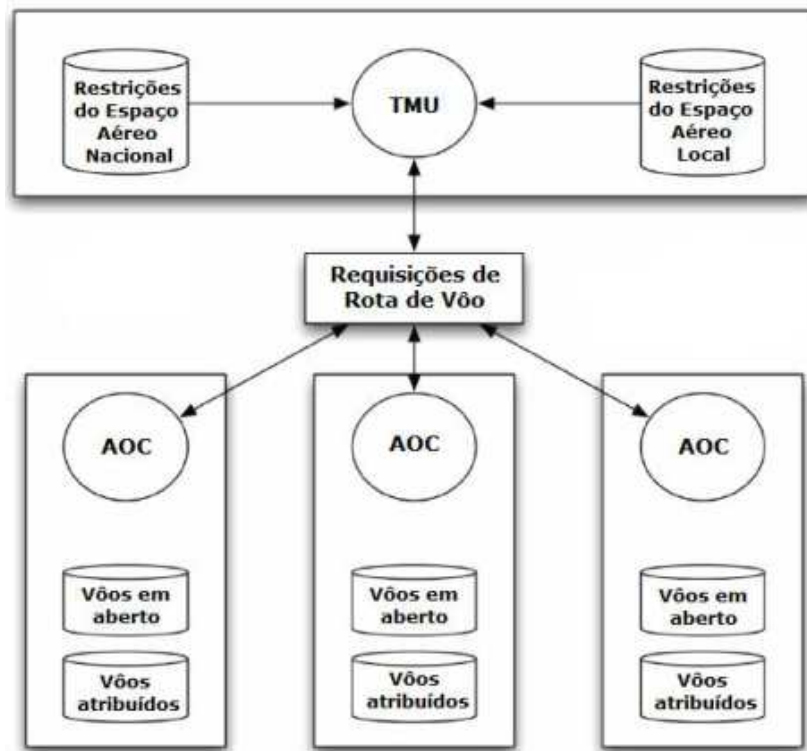 Restrições
do Espaço
Aéreo
Nacional
TMU
Restrições
do Espaço
Aéreo
Local
Requisições de
Rota de Vôo
AOC
AOC
AOC
Vôos em
aberto
Vôos em
aberto
Vôos em
aberto
Vôos
atribuídos
Vôos
atribuídos
Vôos
atribuídos